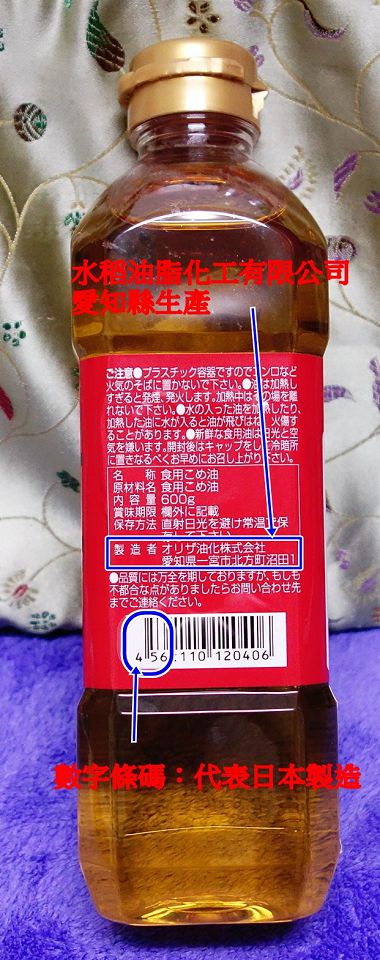 水稻油脂化工有限公司
愛知縣生產
ご注意●プラスチック容器ですのでコンロなど
火気のそばに置かないで下さい。●油は加熱し
すぎると発煙、発火します。加熱中はその場を離
れないで下さい。●水の入った油を加熱したり、
加熱した油に水が入ると油が飛びはね、火傷す
ることがあります。●新鮮な食用油は日光と空
気を嫌います。開封後はキャップをして冷暗所
に置きなるべくお早めにお召し上がり下さい。
名 称 食用こめ油
原材料名 食用こめ油
内容量 600g
賞味期限 欄外に記載
保存方法 直射日光を避け常温で保
存して下さい
製造者 オリザ油化株式会社
愛知県一宮市北方町沼田1
●品質には万全を期しておりますが、もしも
不都合な点がありましたらお問い合わせ先
までご連絡ください。
4 56 110 120406
數字條碼：代表日本製造